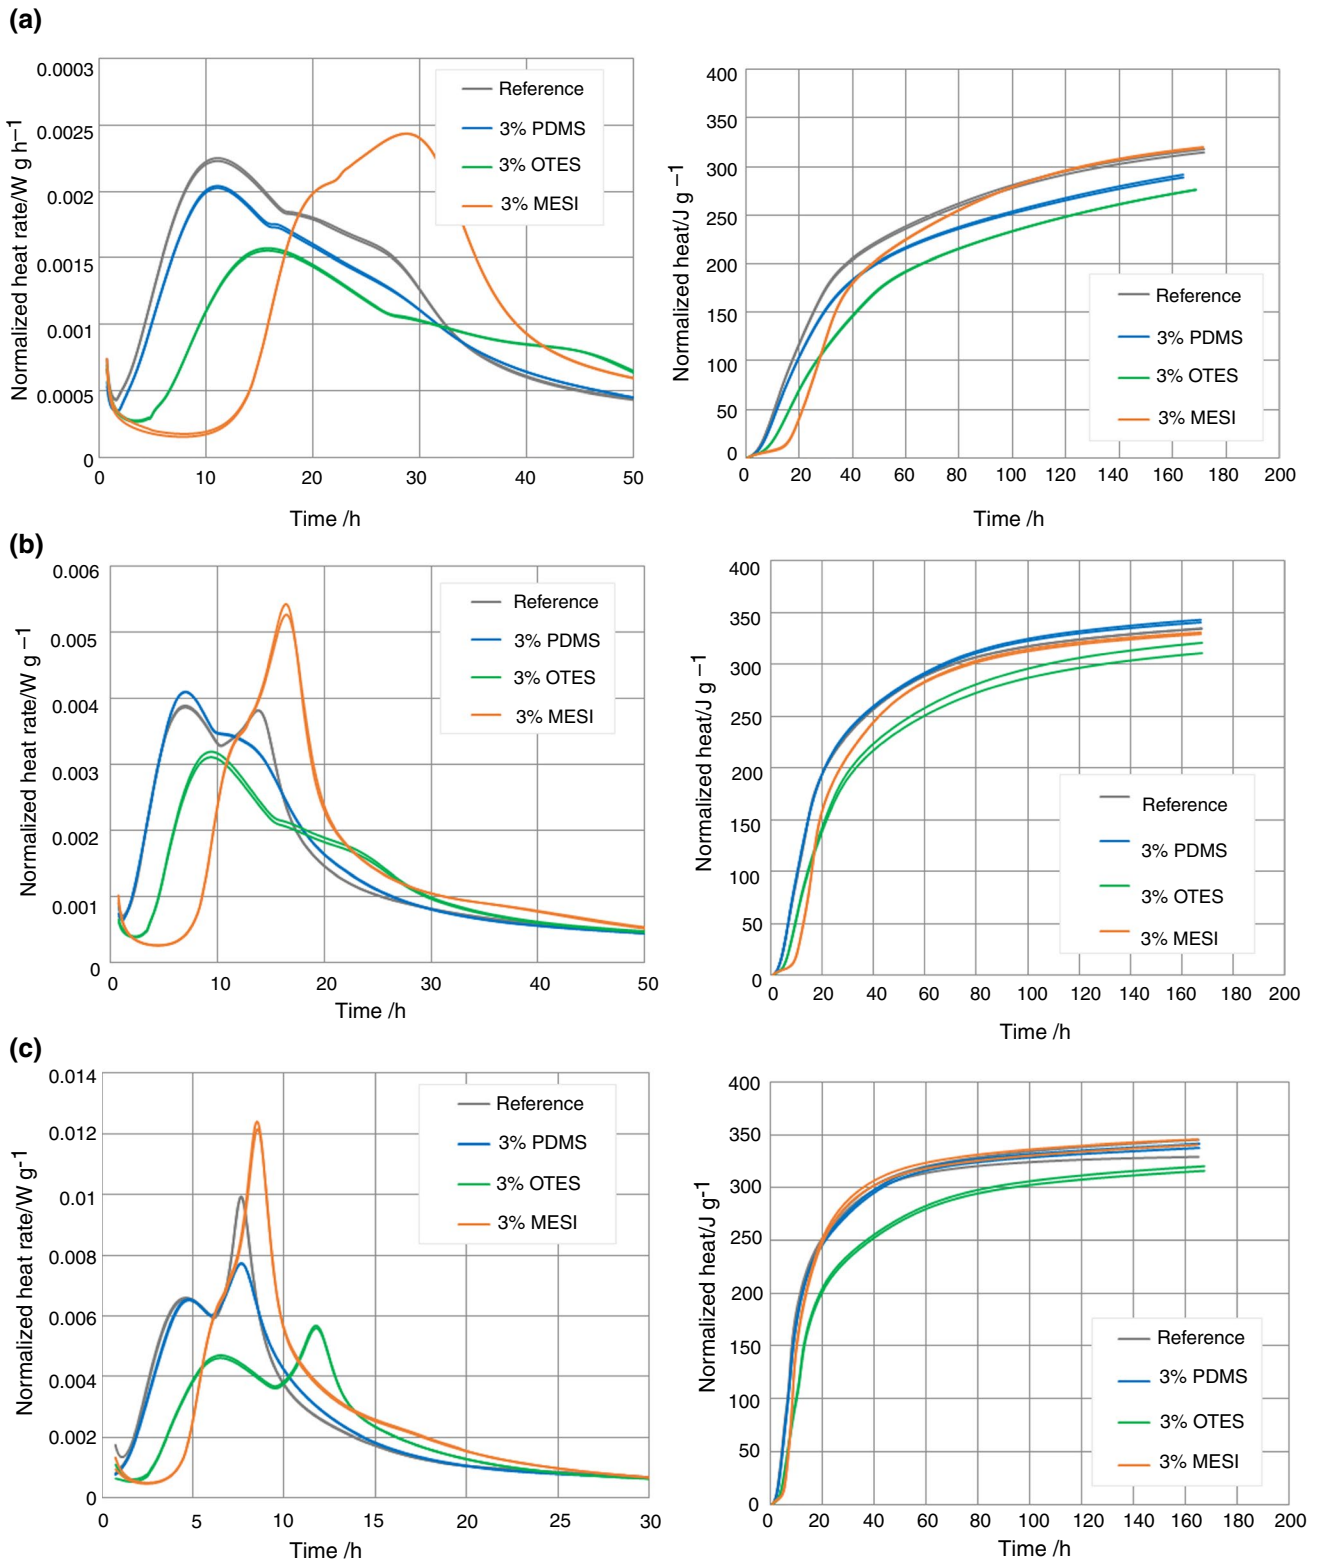 (a)
0.0003
0.0025
0.002
0.0015
0.001
0.0005
0
Normalized heat rate/W g h⁻¹
Reference
3% PDMS
3% OTES
3% MESI
0 10 20 30 40 50
Time /h
400
350
300
250
200
150
100
50
0
Normalized heat/J g⁻¹
Reference
3% PDMS
3% OTES
3% MESI
0 20 40 60 80 100 120 140 160 180 200
Time /h
(b)
0.006
0.005
0.004
0.003
0.002
0.001
0
Normalized heat rate/W g⁻¹
Reference
3% PDMS
3% OTES
3% MESI
0 10 20 30 40 50
Time /h
400
350
300
250
200
150
100
50
0
Normalized heat/J g⁻¹
Reference
3% PDMS
3% OTES
3% MESI
0 20 40 60 80 100 120 140 160 180 200
Time /h
(c)
0.014
0.012
0.01
0.008
0.006
0.004
0.002
0
Normalized heat rate/W g⁻¹
Reference
3% PDMS
3% OTES
3% MESI
0 5 10 15 20 25 30
Time /h
400
350
300
250
200
150
100
50
0
Normalized heat/J g⁻¹
Reference
3% PDMS
3% OTES
3% MESI
0 20 40 60 80 100 120 140 160 180 200
Time /h